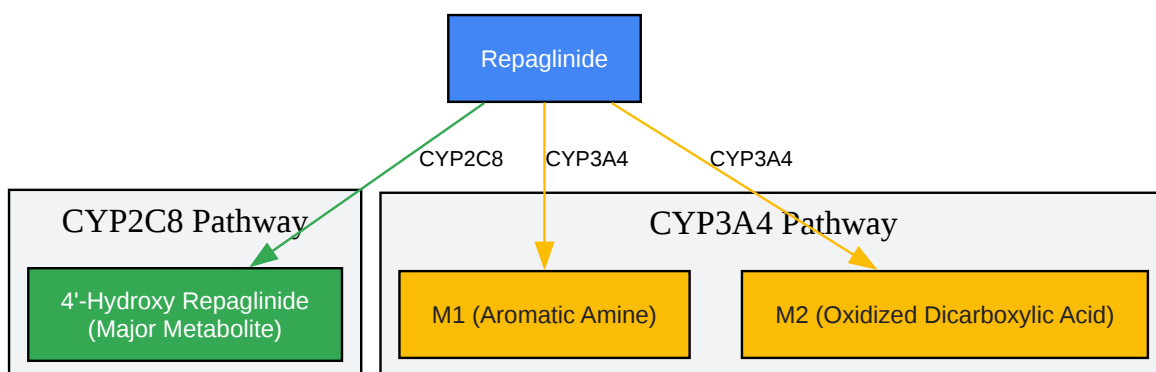 Repaglinide
CYP2C8
CYP3A4
CYP3A4
CYP2C8 Pathway
CYP3A4 Pathway
4'-Hydroxy Repaglinide
(Major Metabolite)
M1 (Aromatic Amine)
M2 (Oxidized Dicarboxylic Acid)